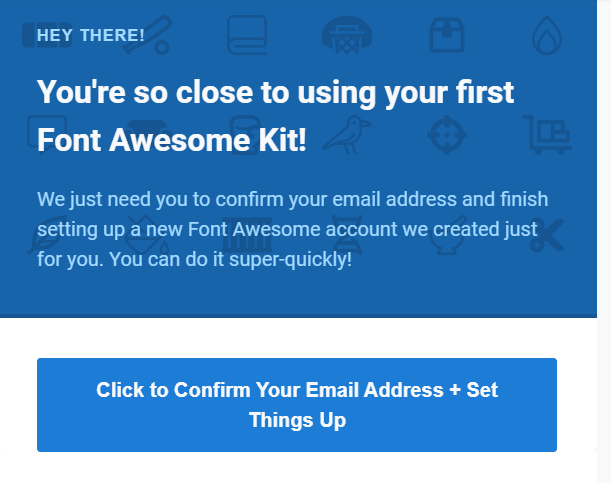 HEY THERE!
You're so close to using your first
Font Awesome Kit!
We just need you to confirm your email address and finish
setting up a new Font Awesome account we created just
for you. You can do it super-quickly!
Click to Confirm Your Email Address + Set
Things Up